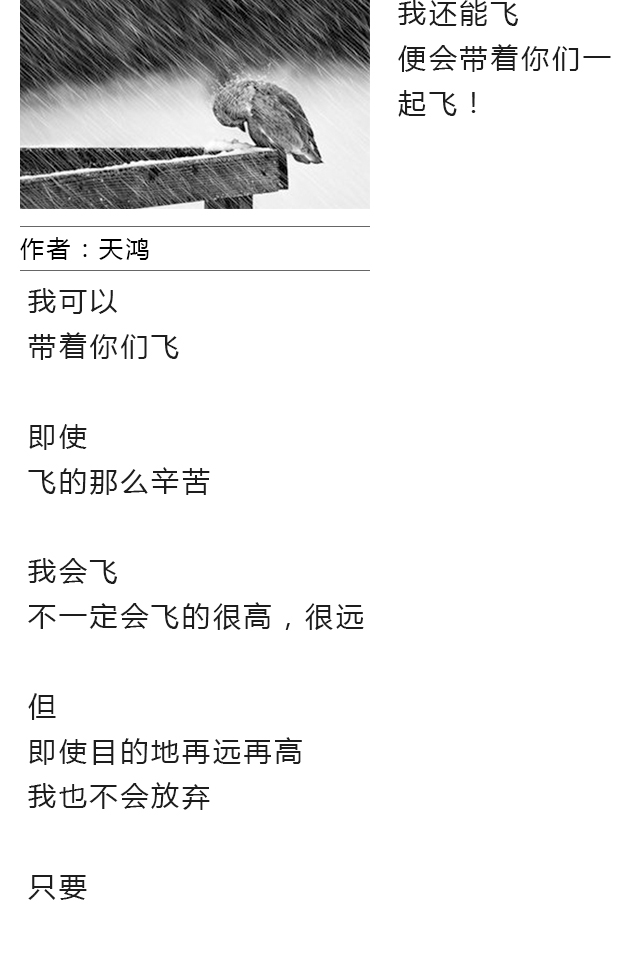 作者：天鸿
我可以
带着你们飞
即使
飞的那么辛苦
我会飞
不一定会飞的很高，很远
但
即使目的地再远再高
我也不会放弃
只要
我还能飞
便会带着你们一
起飞！